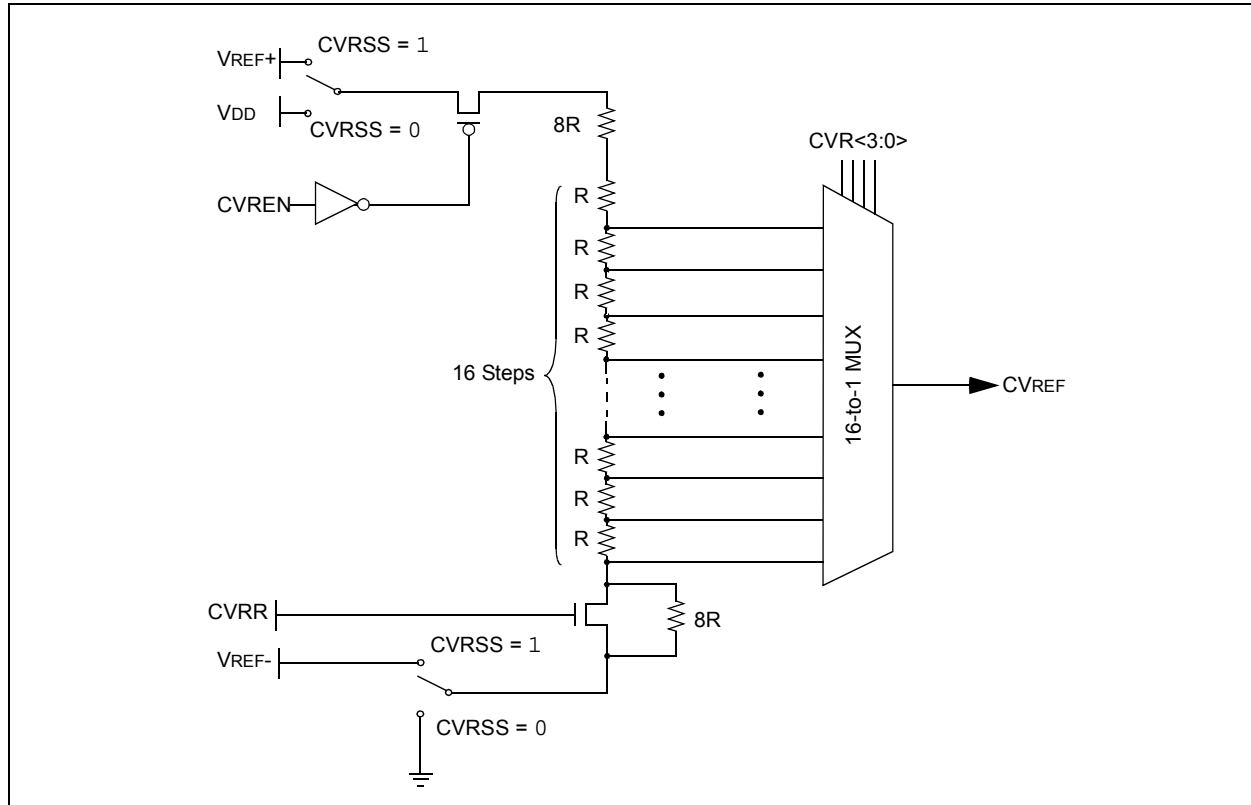 CVRSS = 1
VREF+
VDD
CVRSS = 0
8R
CVREN
CVR<3:0>
R
R
R
R
16 Steps
16-to-1 MUX
CVREF
R
R
R
CVRR
8R
CVRSS = 1
VREF-
CVRSS = 0